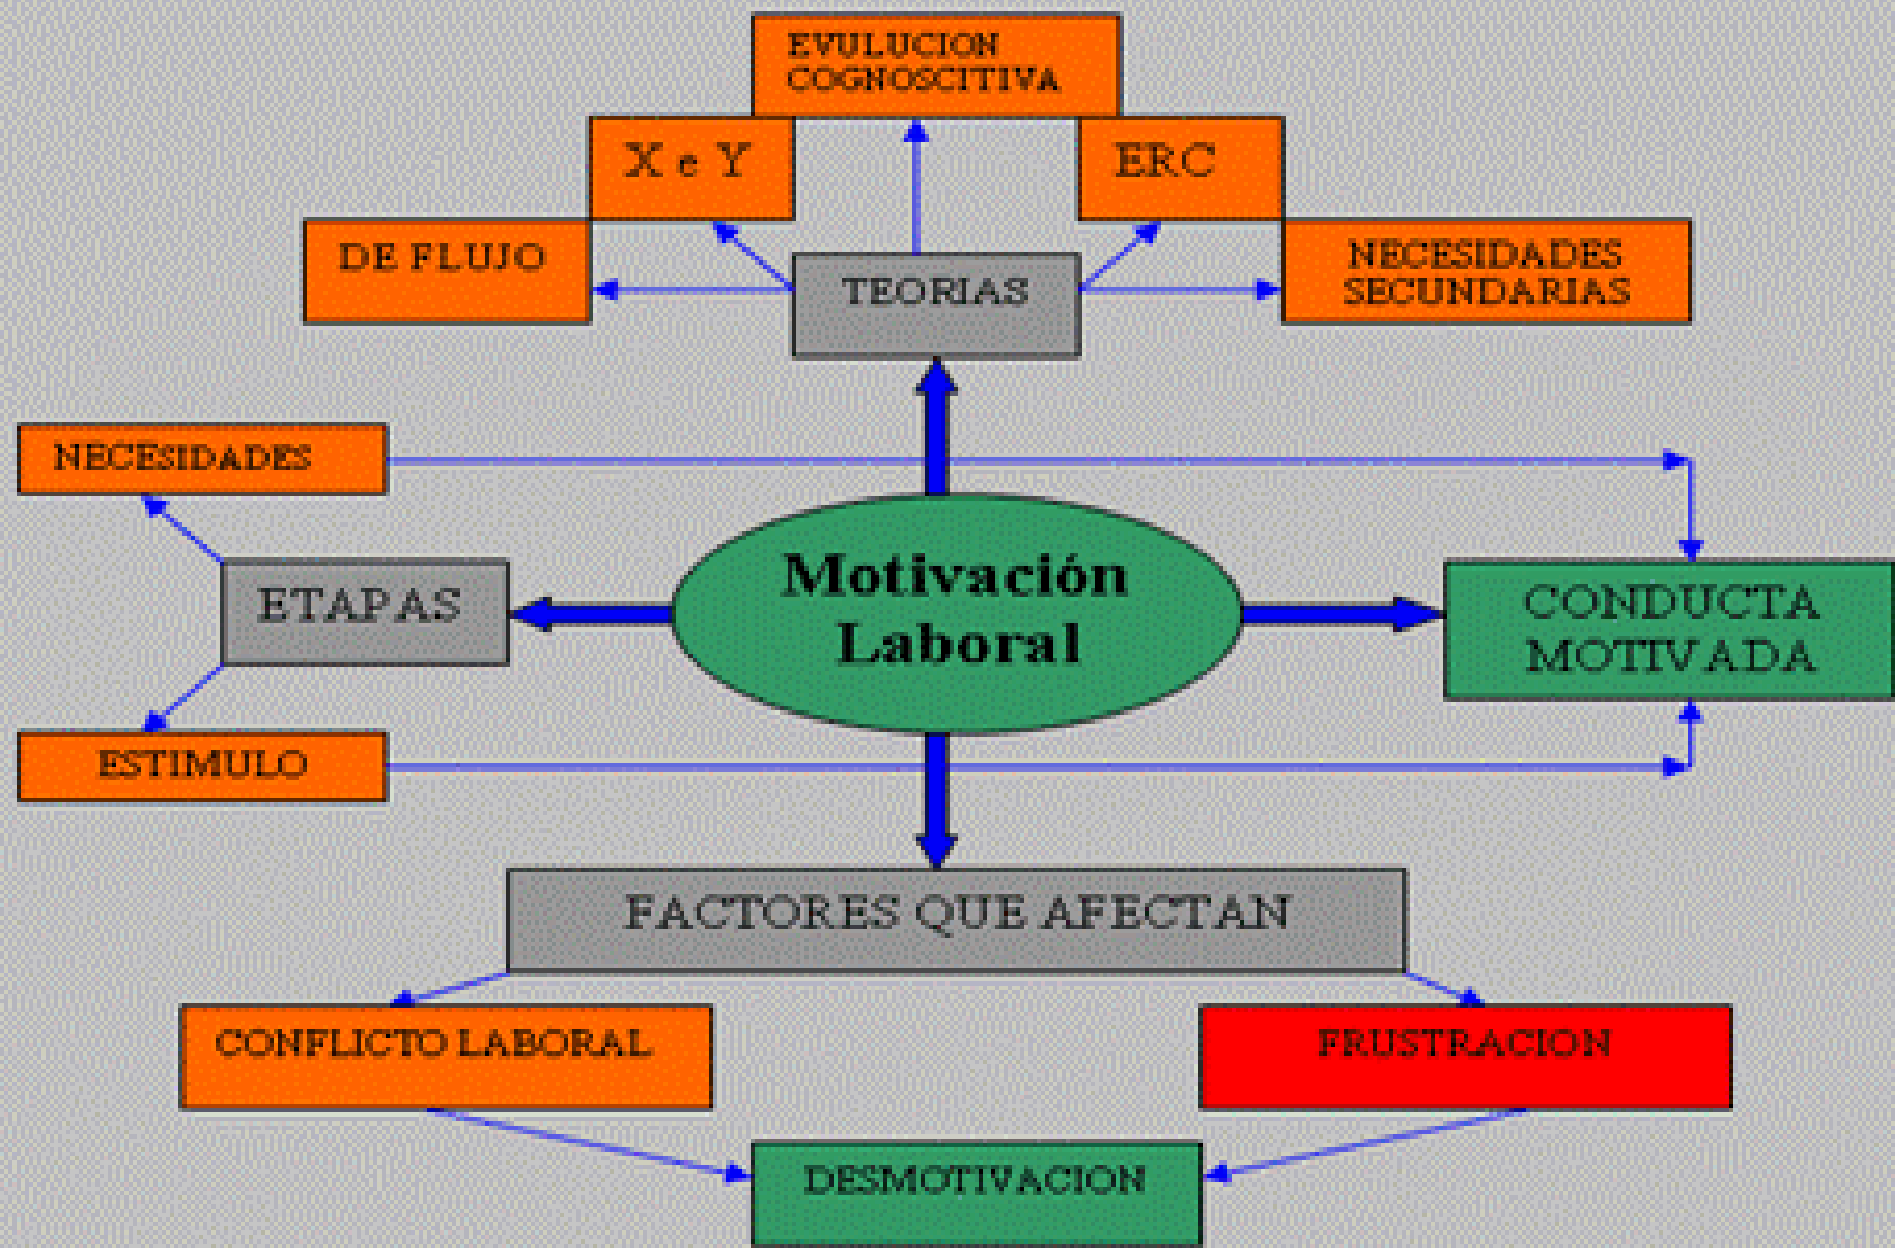 EVULUCION
COGNOSCITIVA
X e Y
ERC
DE FLUJO
TEORIAS
NECESIDADES
SECUNDARIAS
NECESIDADES
ETAPAS
Motivación
Laboral
CONDUCTA
MOTIVADA
ESTIMULO
FACTORES QUE AFECTAN
CONFLICTO LABORAL
FRUSTRACION
DESMOTIVACION